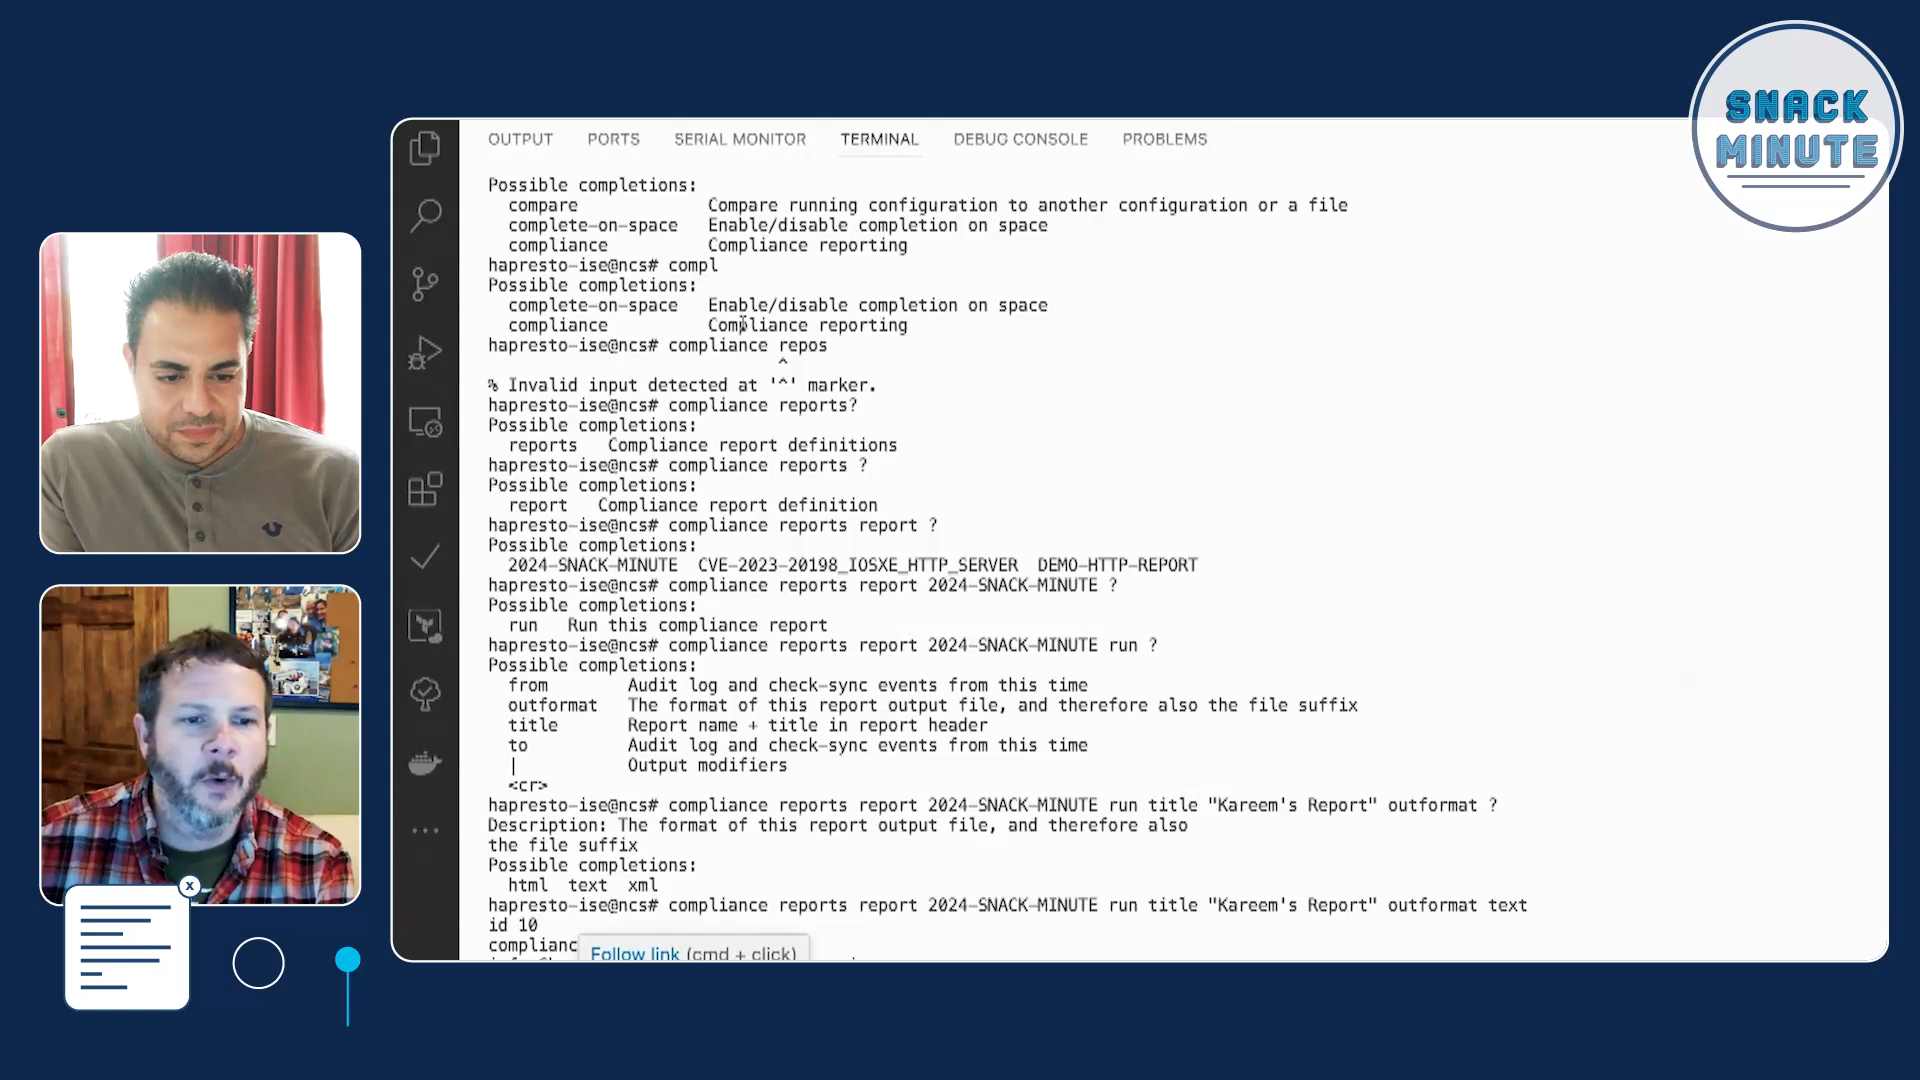 SNACK
MINUTE
OUTPUT PORTS SERIAL MONITOR TERMINAL DEBUG CONSOLE PROBLEMS
Possible completions:
compare Compare running configuration to another configuration or a file
complete-on-space Enable/disable completion on space
compliance Compliance reporting
hapresto-ise@ncs# compl
Possible completions:
complete-on-space Enable/disable completion on space
compliance Compliance reporting
hapresto-ise@ncs# compliance repos
^
% Invalid input detected at '^' marker.
hapresto-ise@ncs# compliance reports?
Possible completions:
reports Compliance report definitions
hapresto-ise@ncs# compliance reports ?
Possible completions:
report Compliance report definition
hapresto-ise@ncs# compliance reports report ?
Possible completions:
2024-SNACK-MINUTE CVE-2023-20198_IOSXE_HTTP_SERVER DEMO-HTTP-REPORT
hapresto-ise@ncs# compliance reports report 2024-SNACK-MINUTE ?
Possible completions:
run Run this compliance report
hapresto-ise@ncs# compliance reports report 2024-SNACK-MINUTE run ?
Possible completions:
from Audit log and check-sync events from this time
outformat The format of this report output file, and therefore also the file suffix
title Report name + title in report header
to Audit log and check-sync events from this time
| Output modifiers
<cr>
hapresto-ise@ncs# compliance reports report 2024-SNACK-MINUTE run title "Kareem's Report" outformat ?
Description: The format of this report output file, and therefore also
the file suffix
Possible completions:
html text xml
hapresto-ise@ncs# compliance reports report 2024-SNACK-MINUTE run title "Kareem's Report" outformat text
id 10
complianc
Follow link (cmd + click)
x